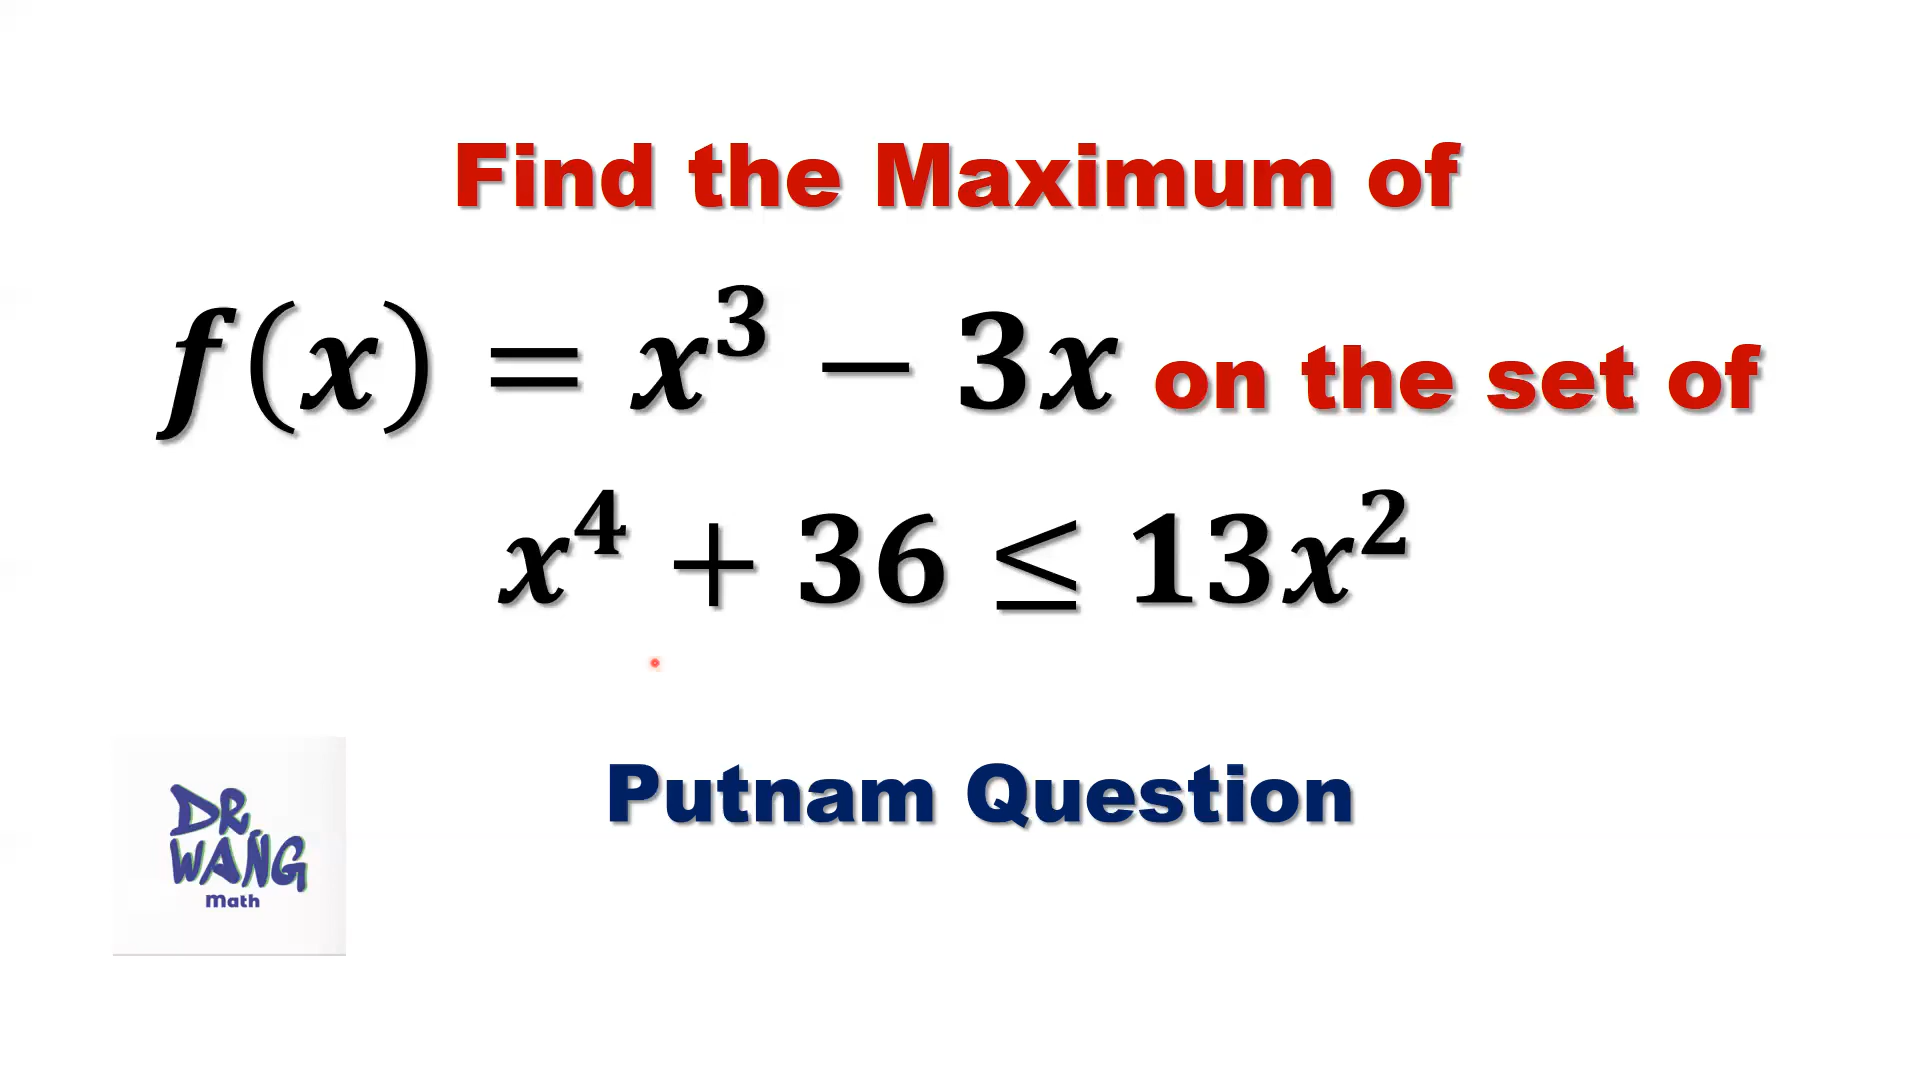 Find the Maximum of
f(x) = x³ − 3x on the set of
x⁴ + 36 ≤ 13x²
Putnam Question
DR
WANG
math